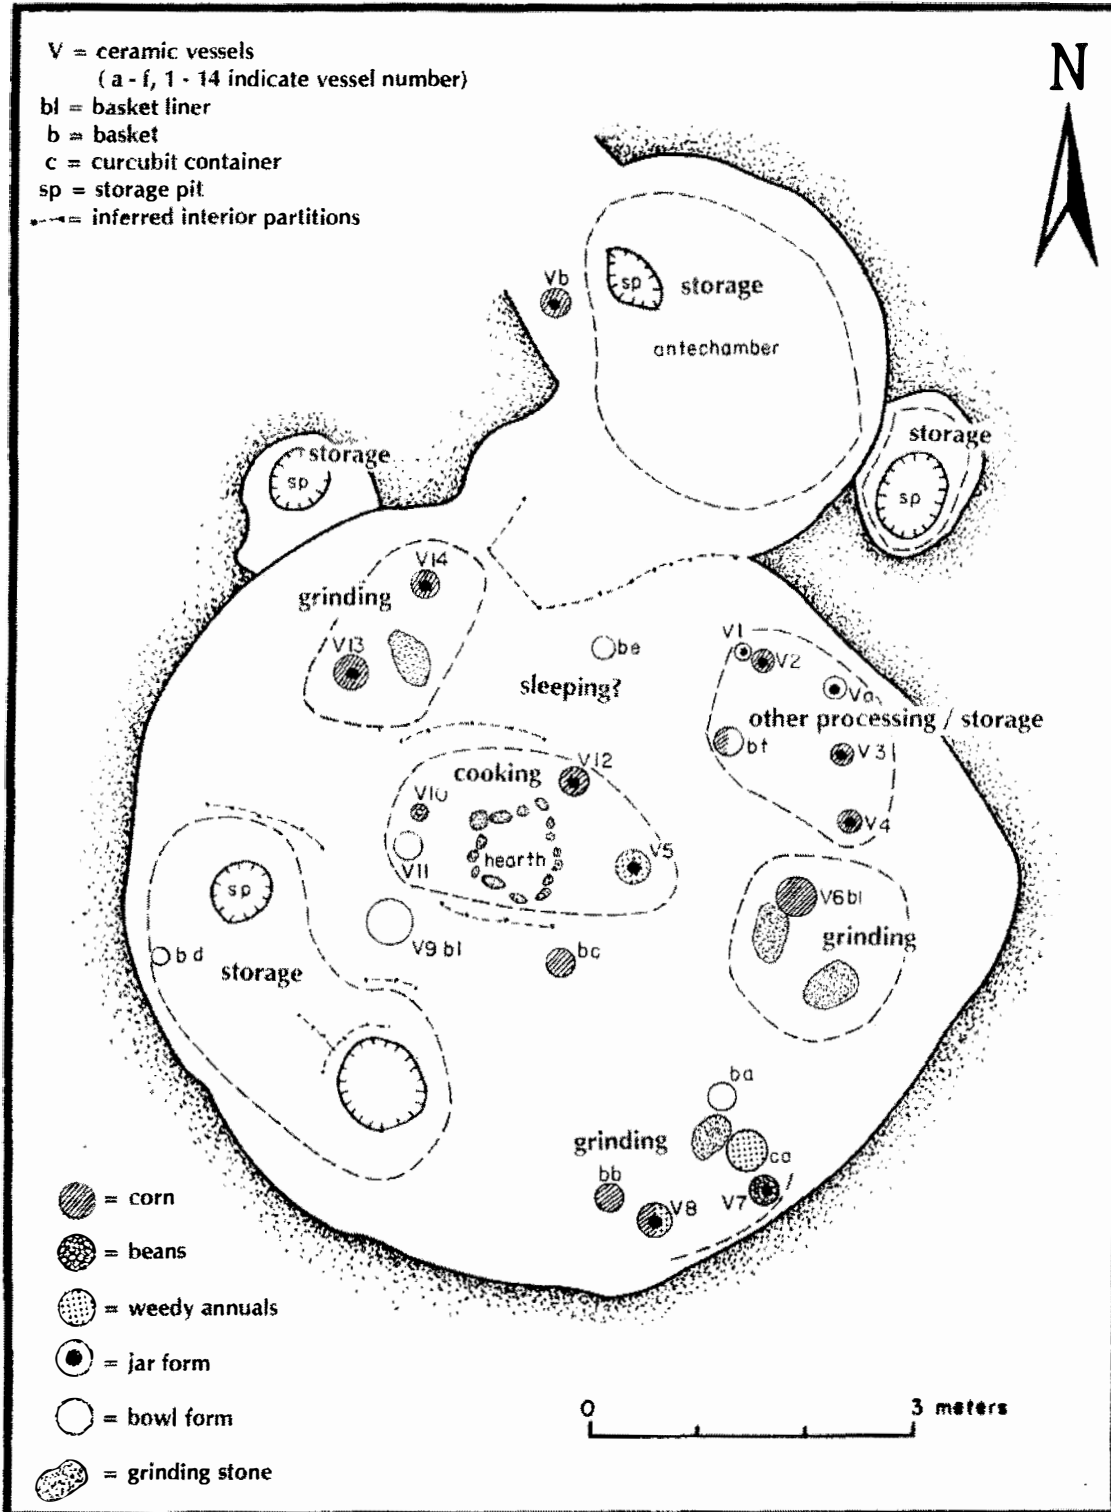 V = ceramic vessels
( a - f, 1 - 14 indicate vessel number)
bl = basket liner
b = basket
c = curcubit container
sp = storage pit
= inferred interior partitions
N
Vb
sp
storage
antechamber
storage
sp
storage
sp
V14
grinding
V13
be
sleeping?
V1
V2
Va
other processing / storage
bf
V3
V4
cooking
V12
V10
V11
hearth
V5
V6 bl
grinding
sp
bd
storage
V9 bl
bc
ba
grinding
ca
bb
V8
V7
= corn
= beans
= weedy annuals
= jar form
= bowl form
= grinding stone
0
3 meters